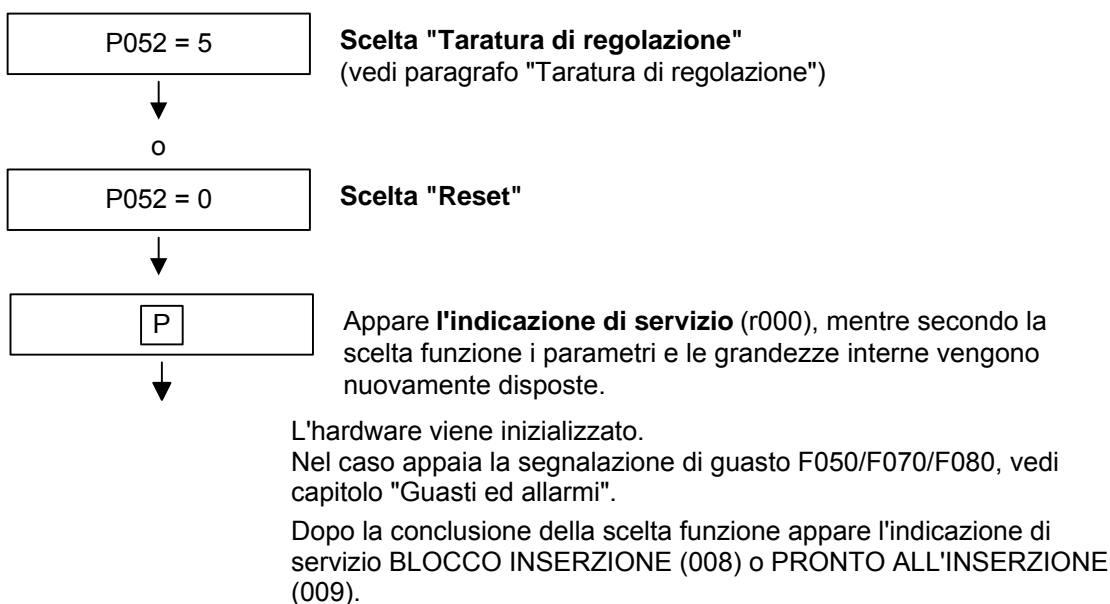 P052 = 5
Scelta "Taratura di regolazione"
(vedi paragrafo "Taratura di regolazione")
o
P052 = 0
Scelta "Reset"
P
Appare l'indicazione di servizio (r000), mentre secondo la
scelta funzione i parametri e le grandezze interne vengono
nuovamente disposte.
L'hardware viene inizializzato.
Nel caso appaia la segnalazione di guasto F050/F070/F080, vedi
capitolo "Guasti ed allarmi".
Dopo la conclusione della scelta funzione appare l'indicazione di
servizio BLOCCO INSERZIONE (008) o PRONTO ALL'INSERZIONE
(009).